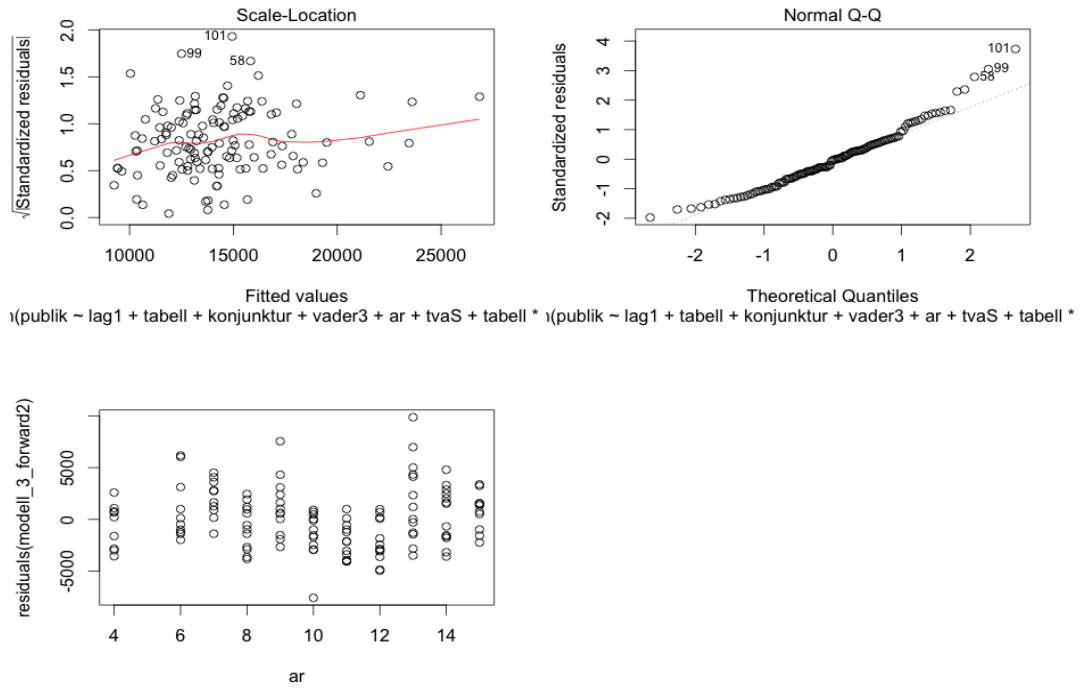 Scale-Location
√|Standardized residuals|
0.0 0.5 1.0 1.5 2.0
101
99
58
10000 15000 20000 25000
Fitted values
n(publik ~ lag1 + tabell + konjunktur + vader3 + ar + tvaS + tabell *
Normal Q-Q
Standardized residuals
-2 -1 0 1 2 3 4
101
99
58
-2 -1 0 1 2
Theoretical Quantiles
n(publik ~ lag1 + tabell + konjunktur + vader3 + ar + tvaS + tabell *
residuals(modell_3_forward2)
-5000 0 5000
4 6 8 10 12 14
ar